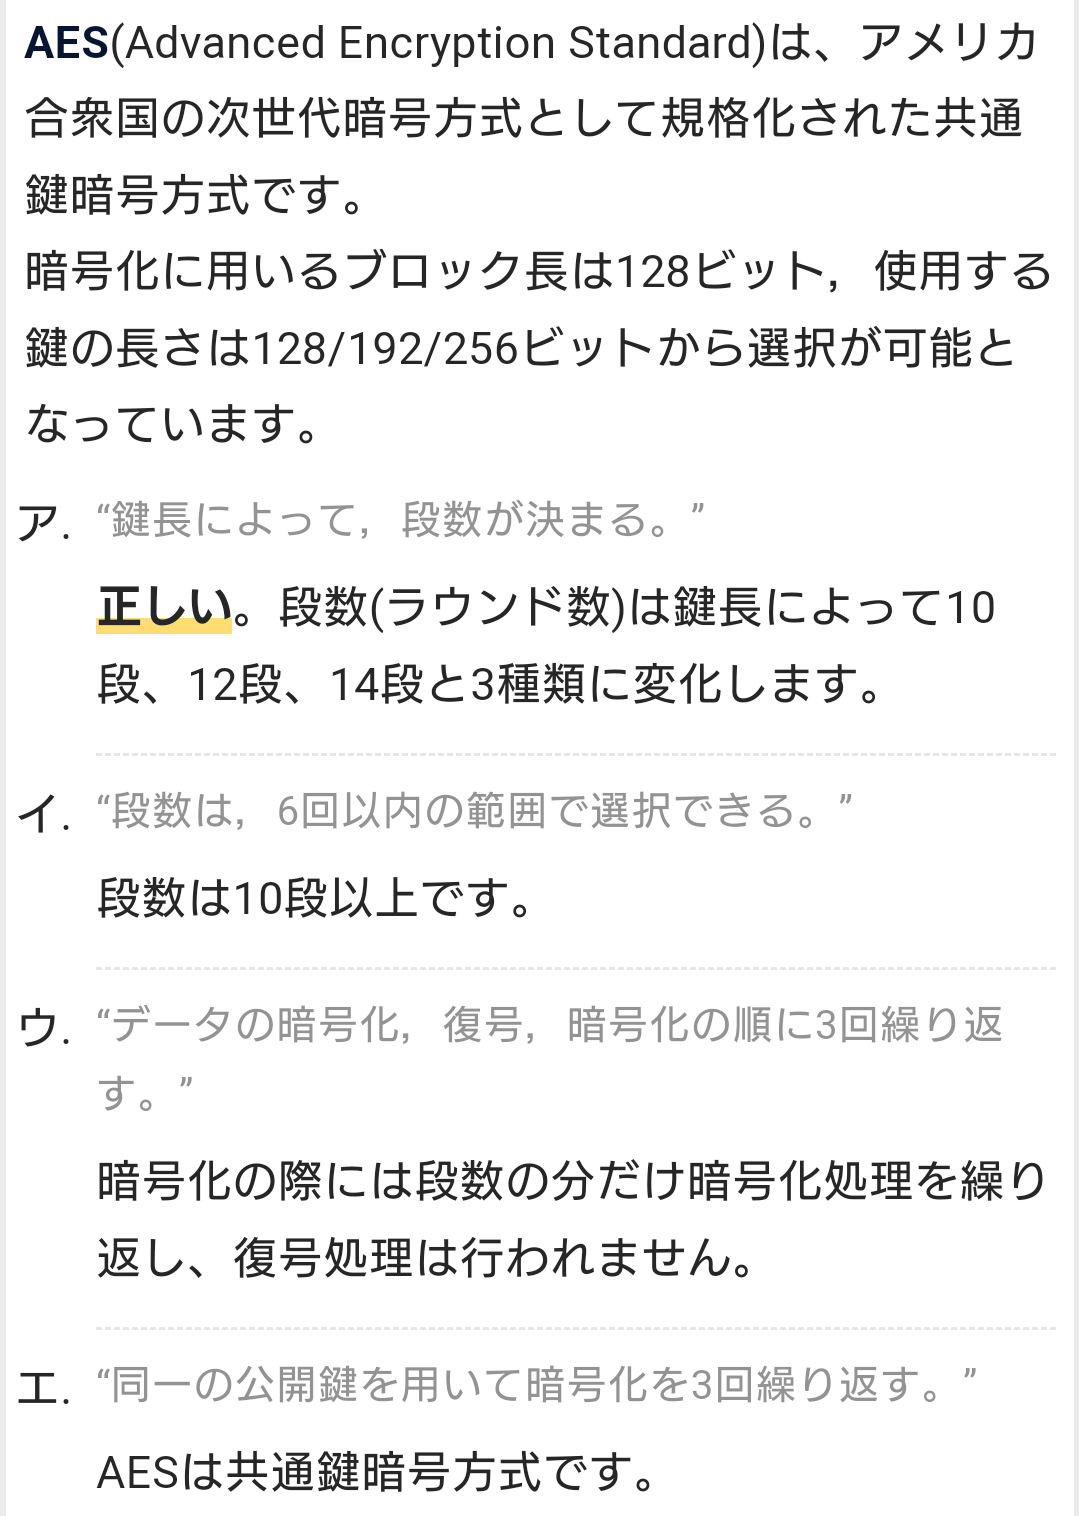 AES(Advanced Encryption Standard)は、アメリカ
合衆国の次世代暗号方式として規格化された共通
鍵暗号方式です。
暗号化に用いるブロック長は128ビット，使用する
鍵の長さは128/192/256ビットから選択が可能と
なっています。
ア. “鍵長によって，段数が決まる。”
正しい。段数(ラウンド数)は鍵長によって10
段、12段、14段と3種類に変化します。
イ. “段数は，6回以内の範囲で選択できる。”
段数は10段以上です。
ウ. “データの暗号化，復号，暗号化の順に3回繰り返
す。”
暗号化の際には段数の分だけ暗号化処理を繰り
返し、復号処理は行われません。
エ. “同一の公開鍵を用いて暗号化を3回繰り返す。”
AESは共通鍵暗号方式です。